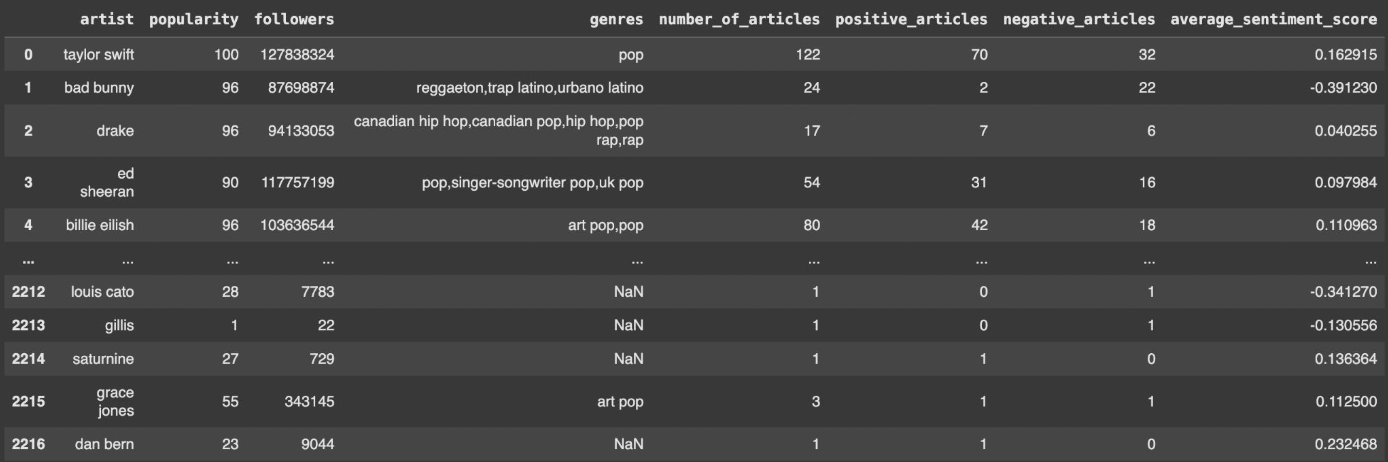 artist popularity followers genres number_of_articles positive_articles negative_articles average_sentiment_score
0 taylor swift 100 127838324 pop 122 70 32 0.162915
1 bad bunny 96 87698874 reggaeton,trap latino,urbano latino 24 2 22 -0.391230
2 drake 96 94133053 canadian hip hop,canadian pop,hip hop,pop
rap,rap 17 7 6 0.040255
3 ed
sheeran 90 117757199 pop,singer-songwriter pop,uk pop 54 31 16 0.097984
4 billie eilish 96 103636544 art pop,pop 80 42 18 0.110963
... ... ... ... ... ... ... ... ...
2212 louis cato 28 7783 NaN 1 0 1 -0.341270
2213 gillis 1 22 NaN 1 0 1 -0.130556
2214 saturnine 27 729 NaN 1 1 0 0.136364
2215 grace
jones 55 343145 art pop 3 1 1 0.112500
2216 dan bern 23 9044 NaN 1 1 0 0.232468